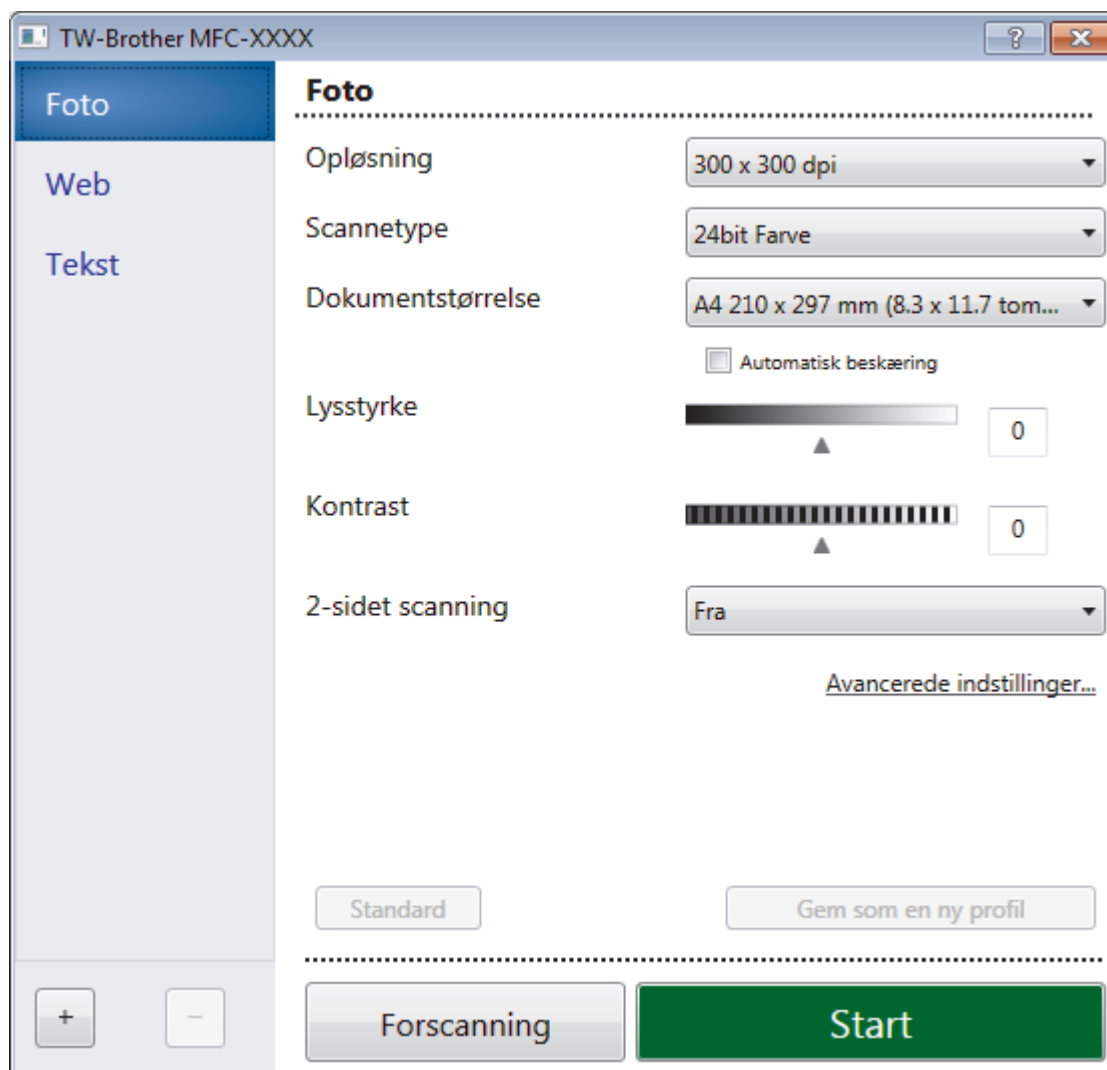 TW-Brother MFC-XXXX
?
Foto
Web
Tekst
Foto
Opløsning
300 x 300 dpi
Scannetype
24bit Farve
Dokumentstørrelse
A4 210 x 297 mm (8.3 x 11.7 tom...
Automatisk beskæring
Lysstyrke
0
Kontrast
0
2-sidet scanning
Fra
Avancerede indstillinger...
Standard
Gem som en ny profil
+
−
Forscanning
Start